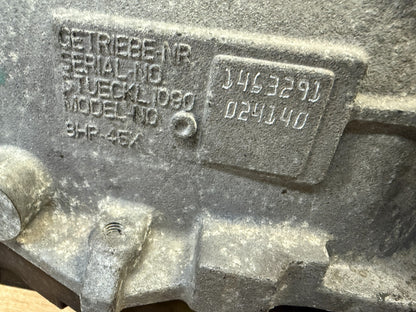 GETRIEBE-NR
SERIAL-NO.
STUECKL.1090
MODEL-NO
8HP-45X
1463291
024140